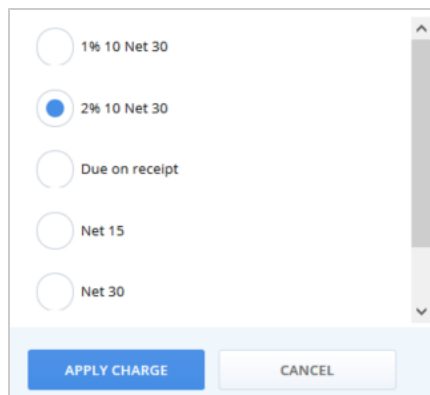 1% 10 Net 30
2% 10 Net 30
Due on receipt
Net 15
Net 30
APPLY CHARGE CANCEL